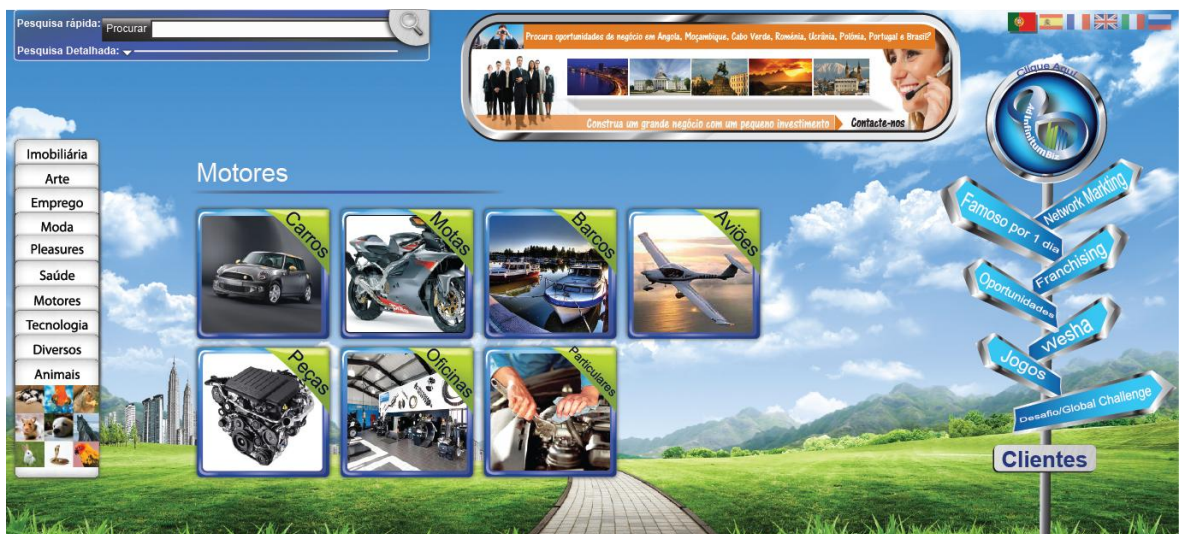 Pesquisa rápida:
Procurar
Pesquisa Detalhada:
Procura oportunidades de negócio em Angola, Moçambique, Cabo Verde, Roménia, Ucrânia, Polónia, Portugal e Brasil?
Construa um grande negócio com um pequeno investimento
Contacte-nos
Clique Aqui
AdInfinitumBiz
Imobiliária
Arte
Emprego
Moda
Pleasures
Saúde
Motores
Tecnologia
Diversos
Animais
Motores
Carros
Motas
Barcos
Aviões
Peças
Oficinas
Particulares
Network Markting
Famoso por 1 dia
Franchising
Oportunidades
Wesha
Jogos
Desafio/Global Challenge
Clientes